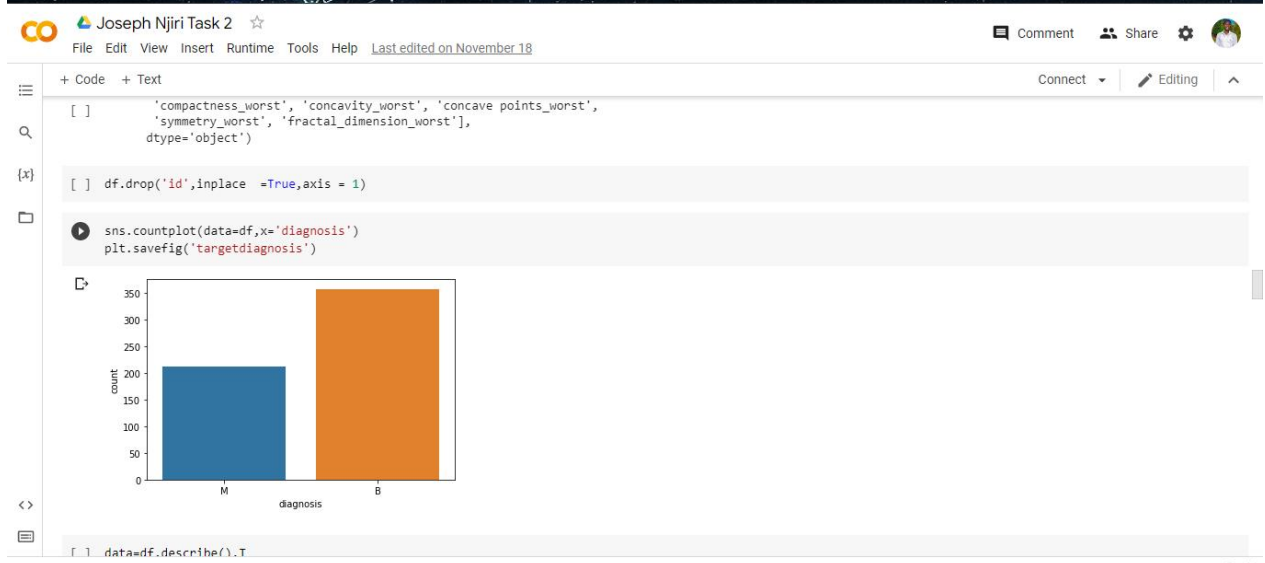 CO
Joseph Njiri Task 2
File Edit View Insert Runtime Tools Help Last edited on November 18
Comment Share
+ Code + Text
Connect Editing
[ ] 'compactness_worst', 'concavity_worst', 'concave points_worst',
'symmetry_worst', 'fractal_dimension_worst'],
dtype='object')
{x}
[ ] df.drop('id',inplace  =True,axis = 1)
sns.countplot(data=df,x='diagnosis')
plt.savefig('targetdiagnosis')
350
300
250
200
150
100
50
0
count
M B
diagnosis
<>
[ ] data=df.describe().T